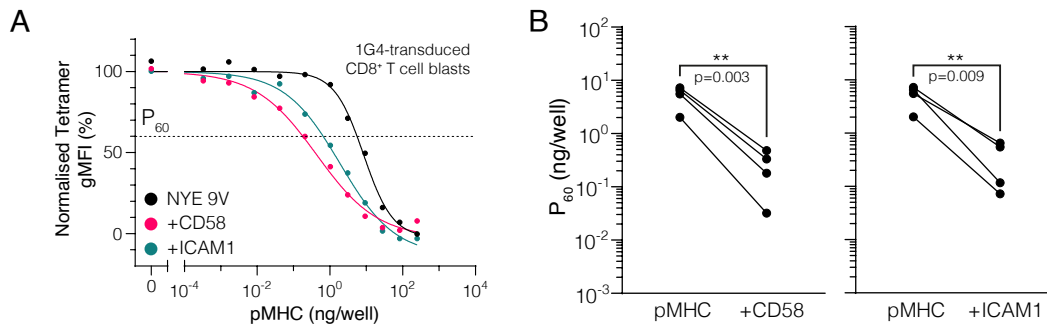 A
1G4-transduced
CD8⁺ T cell blasts
Normalised Tetramer
gMFI (%)
100
50
0
P₆₀
NYE 9V
+CD58
+ICAM1
0 10⁻⁴ 10⁻² 10⁰ 10² 10⁴
pMHC (ng/well)
B
P₆₀ (ng/well)
10²
10¹
10⁰
10⁻¹
10⁻²
10⁻³
**
p=0.003
pMHC +CD58
**
p=0.009
pMHC +ICAM1